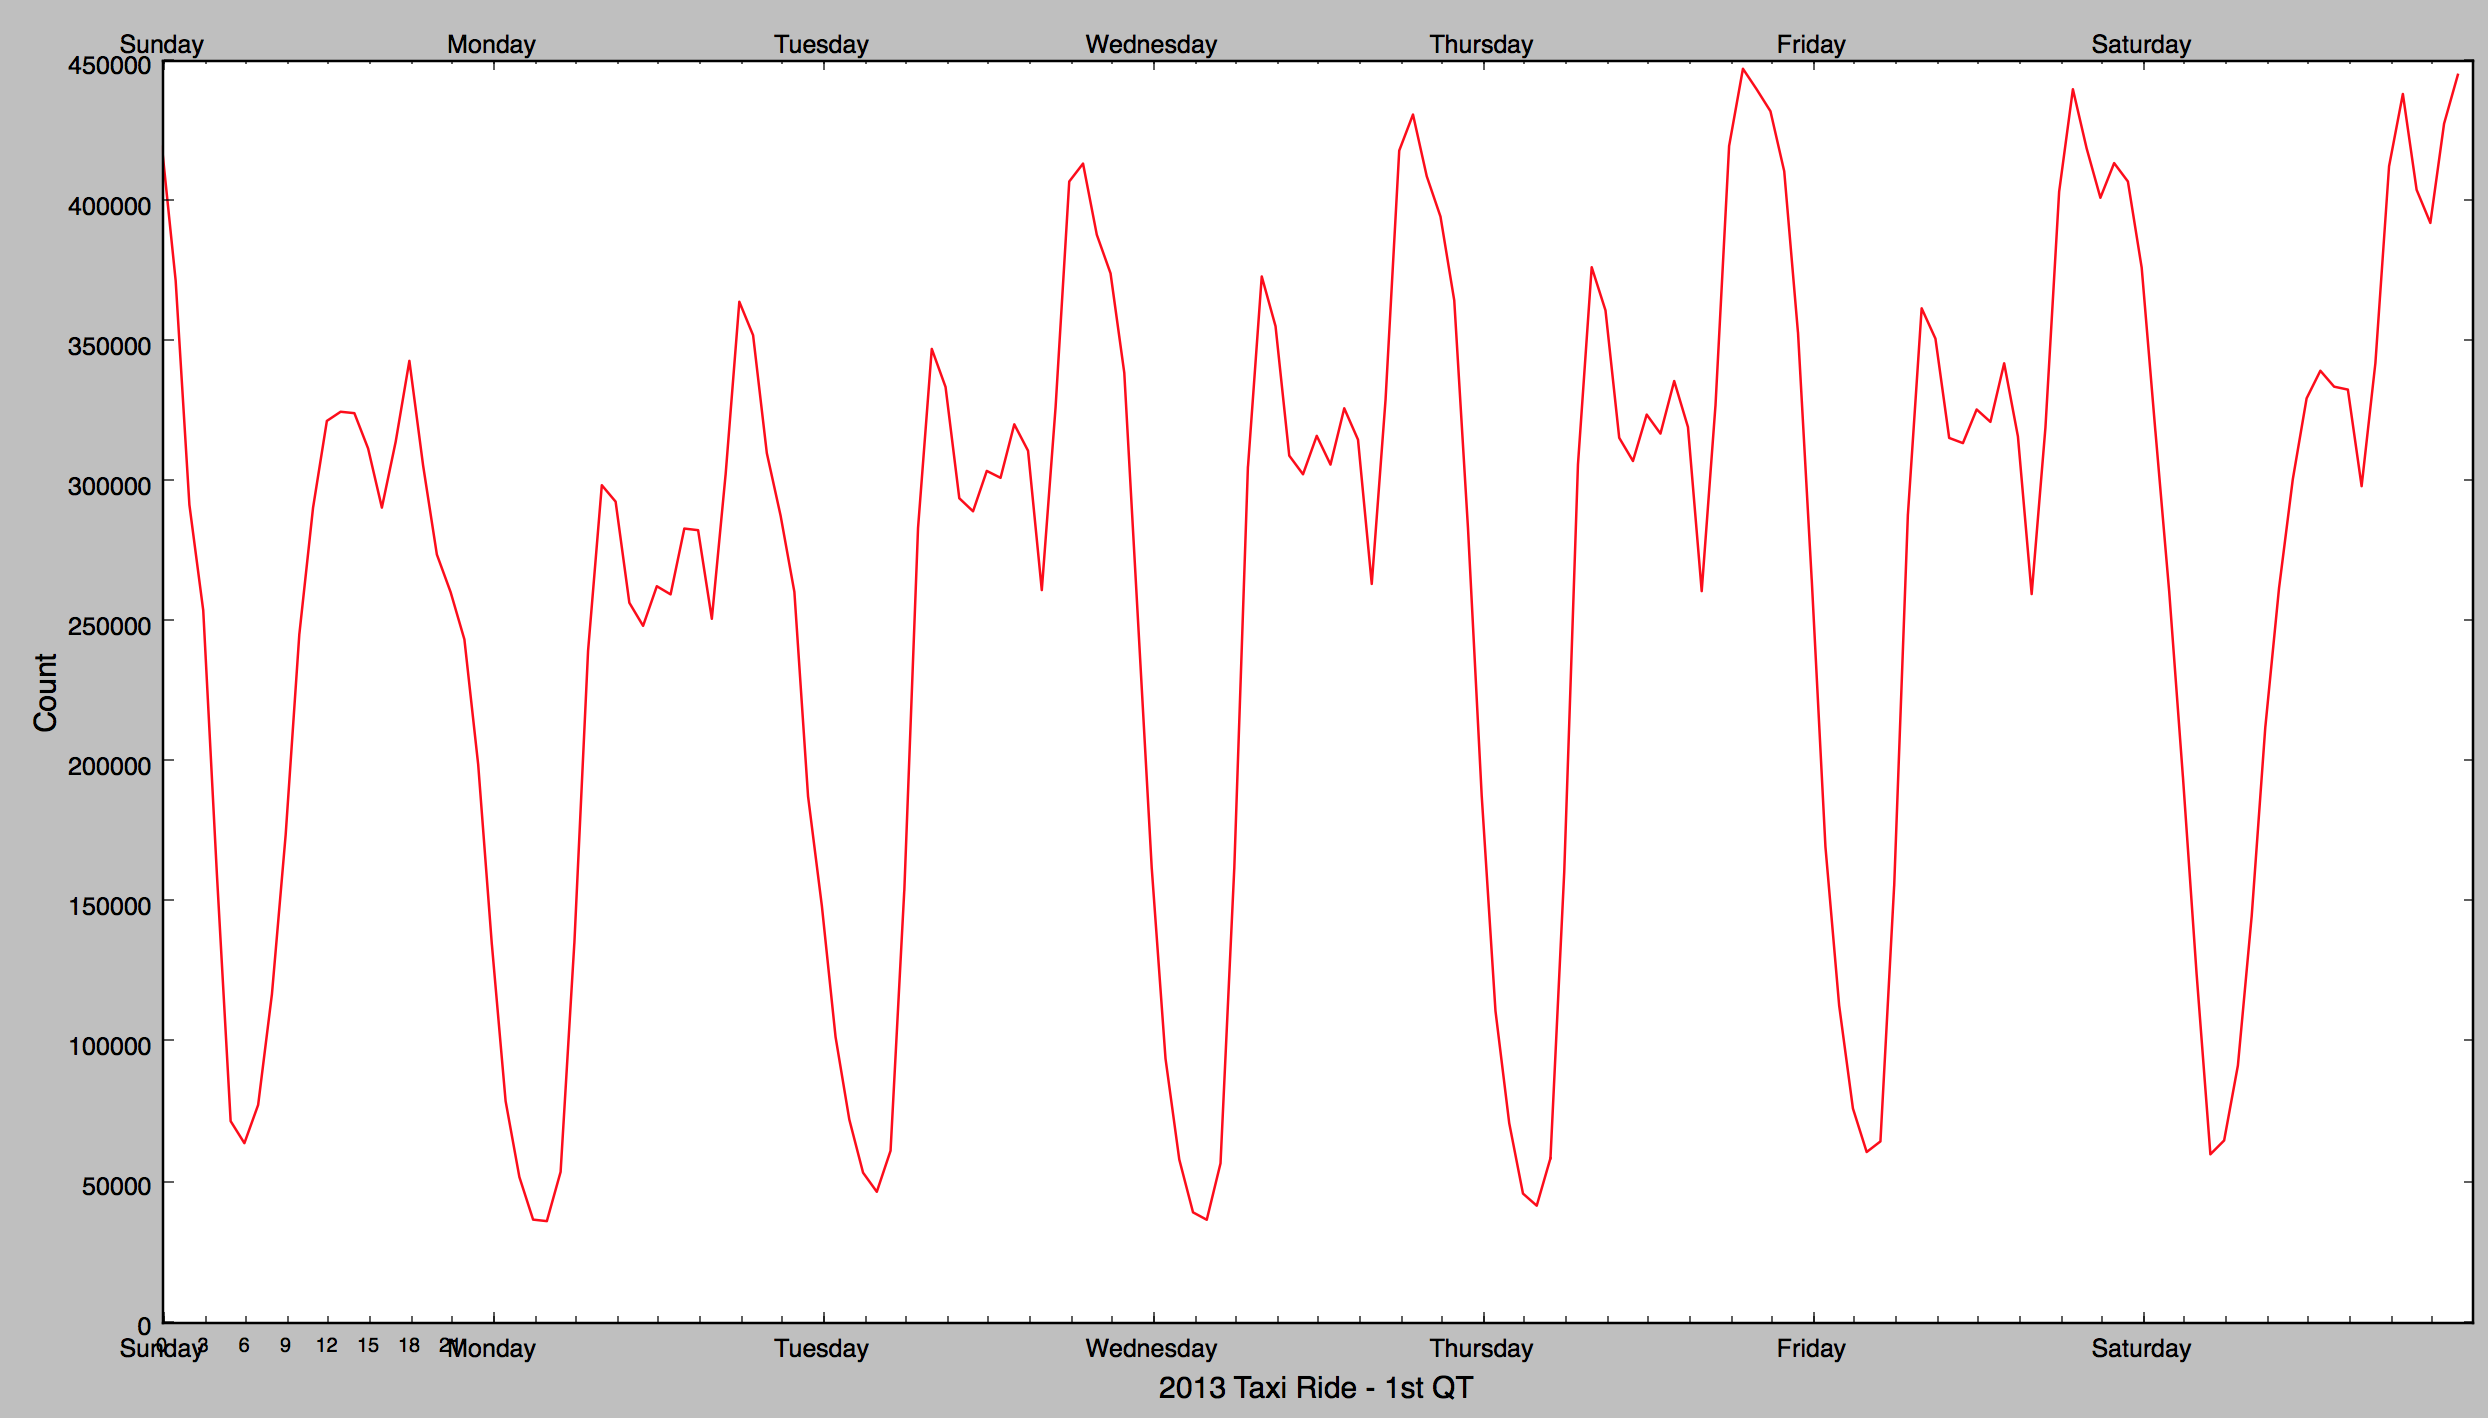 Sunday Monday Tuesday Wednesday Thursday Friday Saturday
450000
400000
350000
300000
250000
200000
150000
100000
50000
0
Count
0 3 6 9 12 15 18 21
Sunday Monday Tuesday Wednesday Thursday Friday Saturday
2013 Taxi Ride - 1st QT